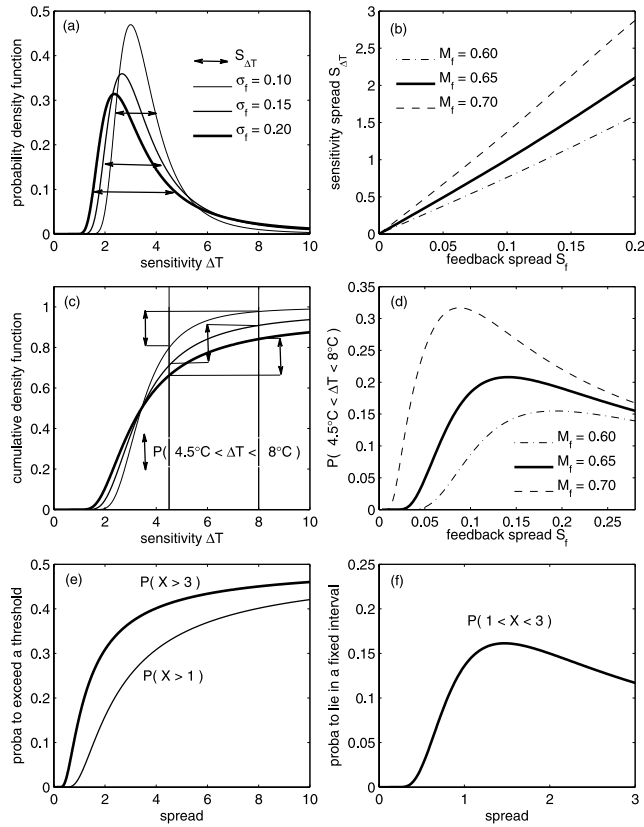 (a)
probability density function
0.5
0.4
0.3
0.2
0.1
0
0 2 4 6 8 10
sensitivity ΔT
S_ΔT
σ_f = 0.10
σ_f = 0.15
σ_f = 0.20
(b)
sensitivity spread S_ΔT
3
2.5
2
1.5
1
0.5
0
0 0.05 0.1 0.15 0.2
feedback spread S_f
M_f = 0.60
M_f = 0.65
M_f = 0.70
(c)
cumulative density function
1
0.8
0.6
0.4
0.2
0
0 2 4 6 8 10
sensitivity ΔT
P( 4.5°C < ΔT < 8°C)
(d)
P( 4.5°C < ΔT < 8°C)
0.35
0.3
0.25
0.2
0.15
0.1
0.05
0
0 0.05 0.1 0.15 0.2 0.25
feedback spread S_f
M_f = 0.60
M_f = 0.65
M_f = 0.70
(e)
proba to exceed a threshold
0.5
0.4
0.3
0.2
0.1
0
0 2 4 6 8 10
spread
P( X > 3 )
P( X > 1 )
(f)
proba to lie in a fixed interval
0.25
0.2
0.15
0.1
0.05
0
0 1 2 3
spread
P( 1 < X < 3 )